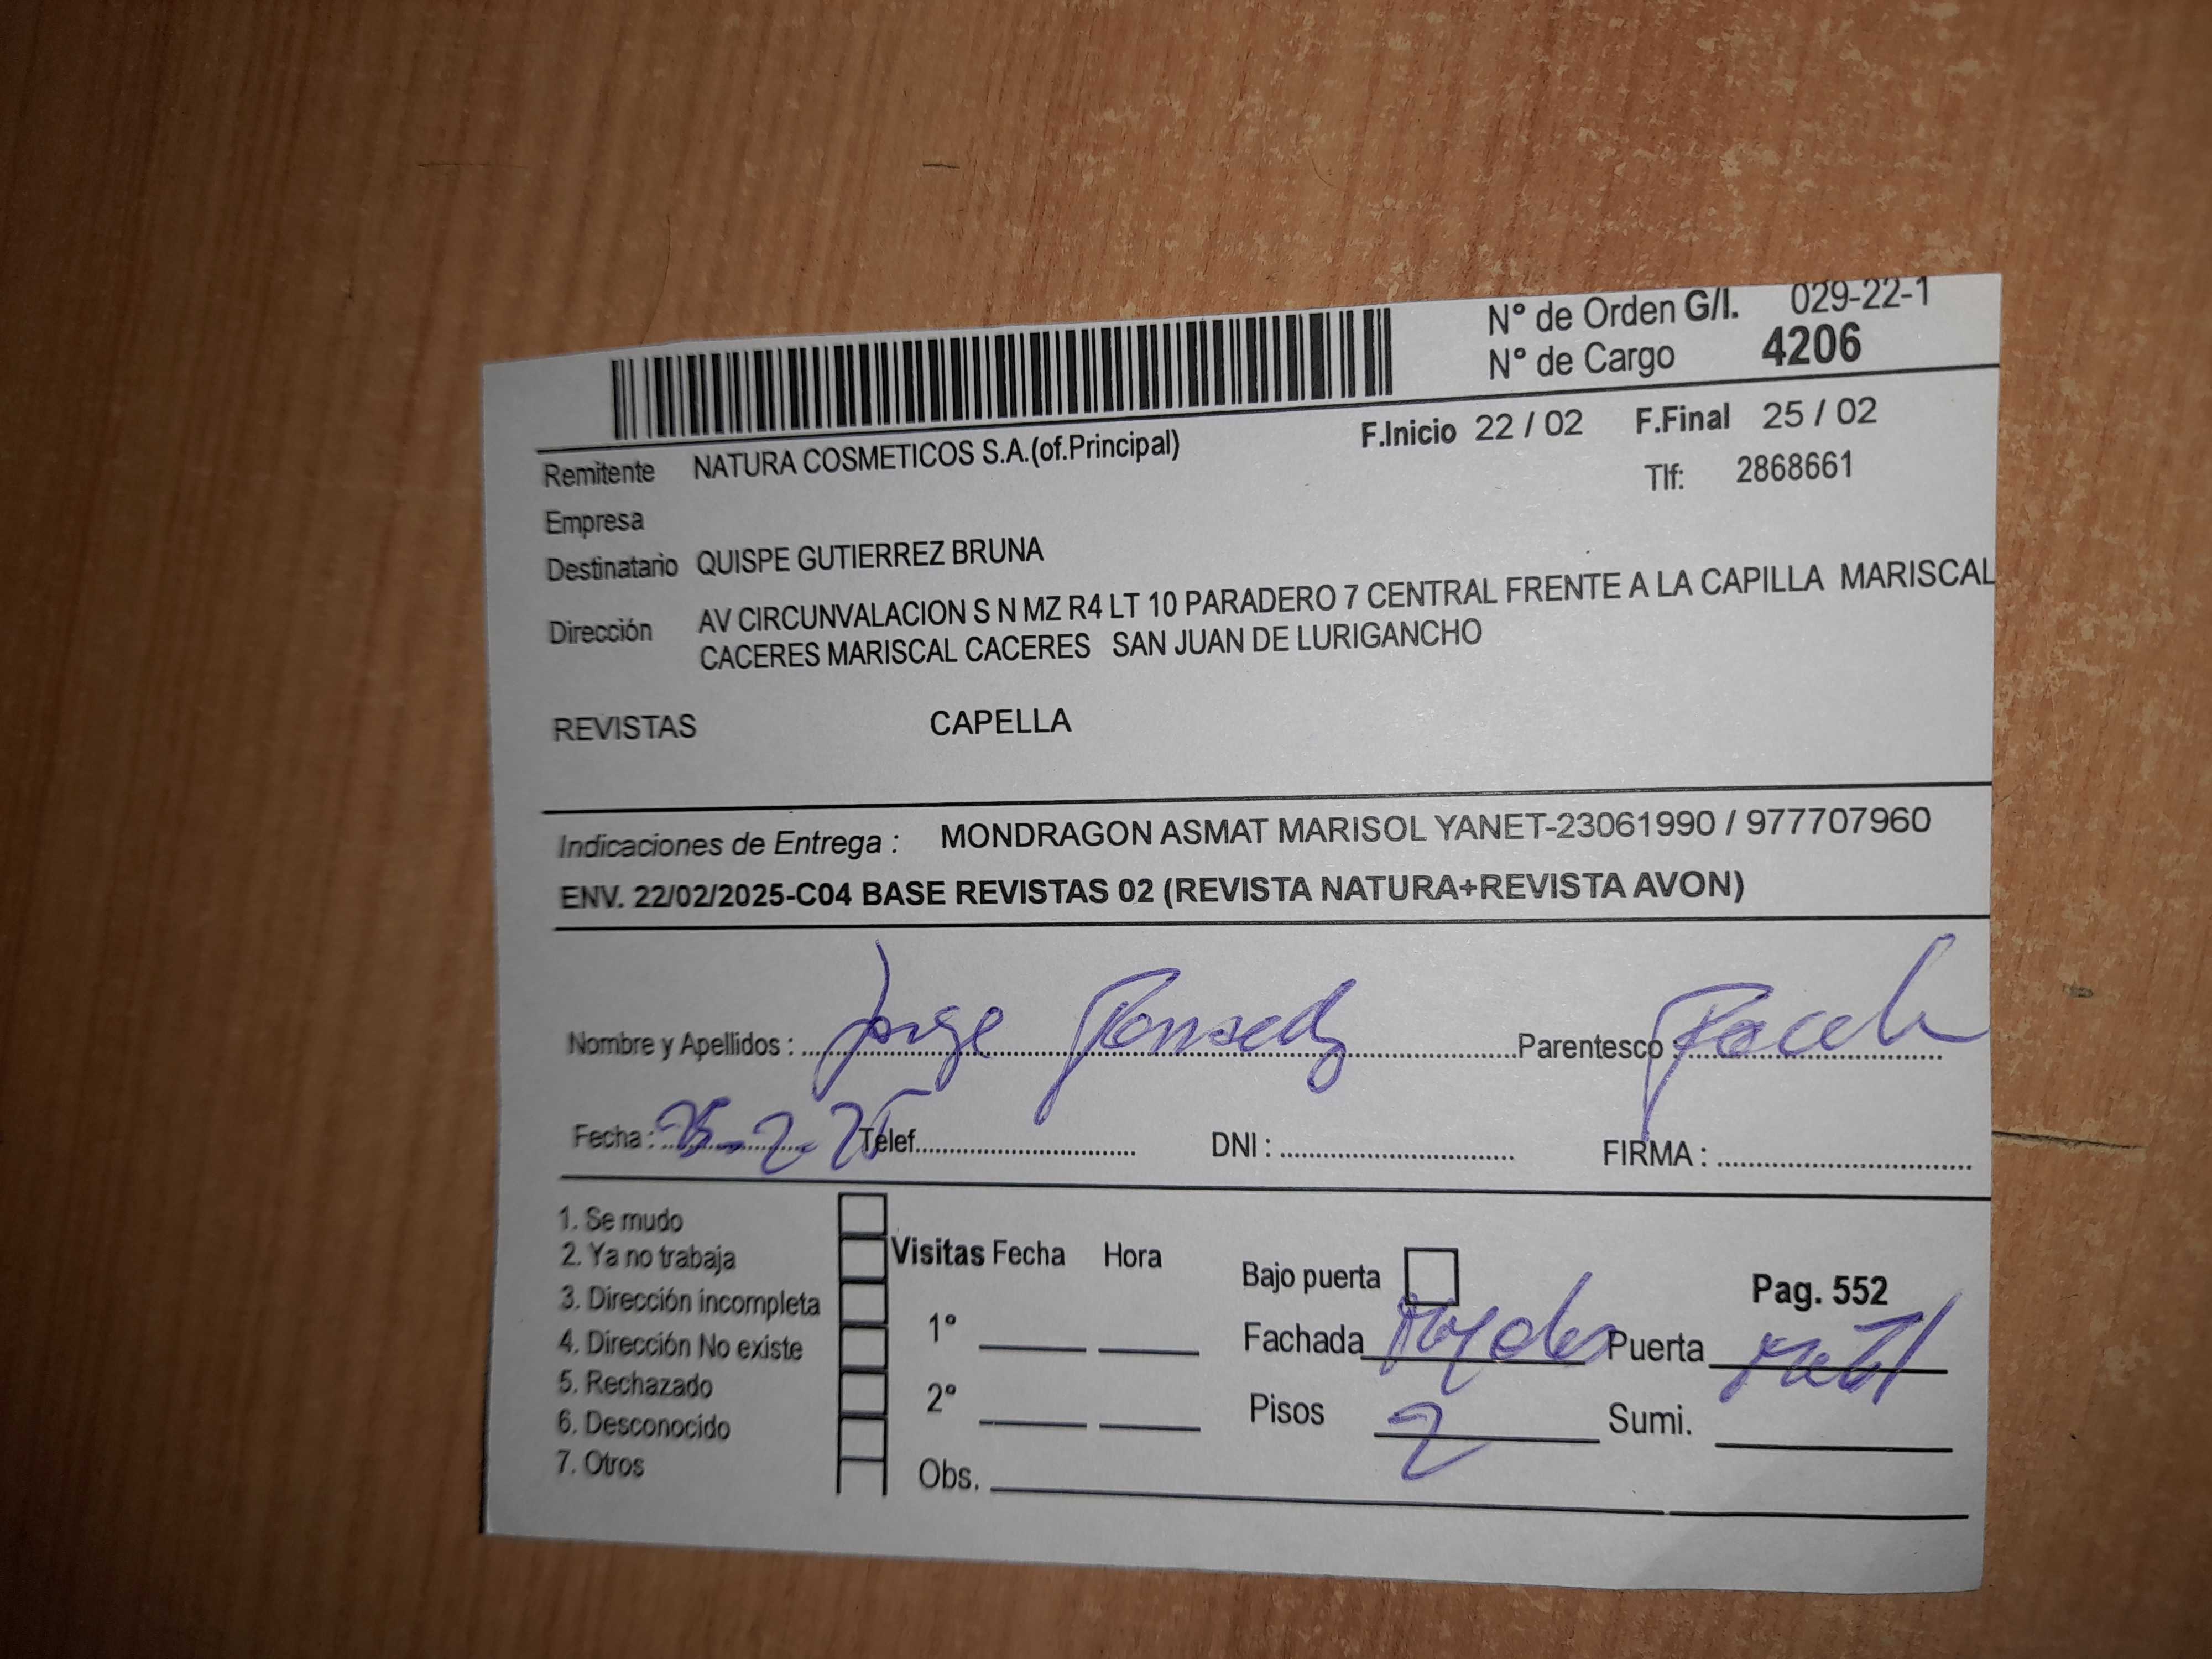 N° de Orden G/I. 029-22-1
N° de Cargo 4206
F.Inicio 22 / 02 F.Final 25 / 02
Remitente NATURA COSMETICOS S.A.(of.Principal)
Tlf: 2868661
Empresa
Destinatario QUISPE GUTIERREZ BRUNA
Dirección AV CIRCUNVALACION S N MZ R4 LT 10 PARADERO 7 CENTRAL FRENTE A LA CAPILLA MARISCAL
CACERES MARISCAL CACERES SAN JUAN DE LURIGANCHO
REVISTAS CAPELLA
Indicaciones de Entrega : MONDRAGON ASMAT MARISOL YANET-23061990 / 977707960
ENV. 22/02/2025-C04 BASE REVISTAS 02 (REVISTA NATURA+REVISTA AVON)
Nombre y Apellidos : Jorge Parentesco :
Fecha : 25-2-25 Telef. DNI : FIRMA :
1. Se mudo
2. Ya no trabaja
3. Dirección incompleta
4. Dirección No existe
5. Rechazado
6. Desconocido
7. Otros
Visitas Fecha Hora
1°
2°
Obs.
Bajo puerta Pag. 552
Fachada Puerta Metal
Pisos 2 Sumi.